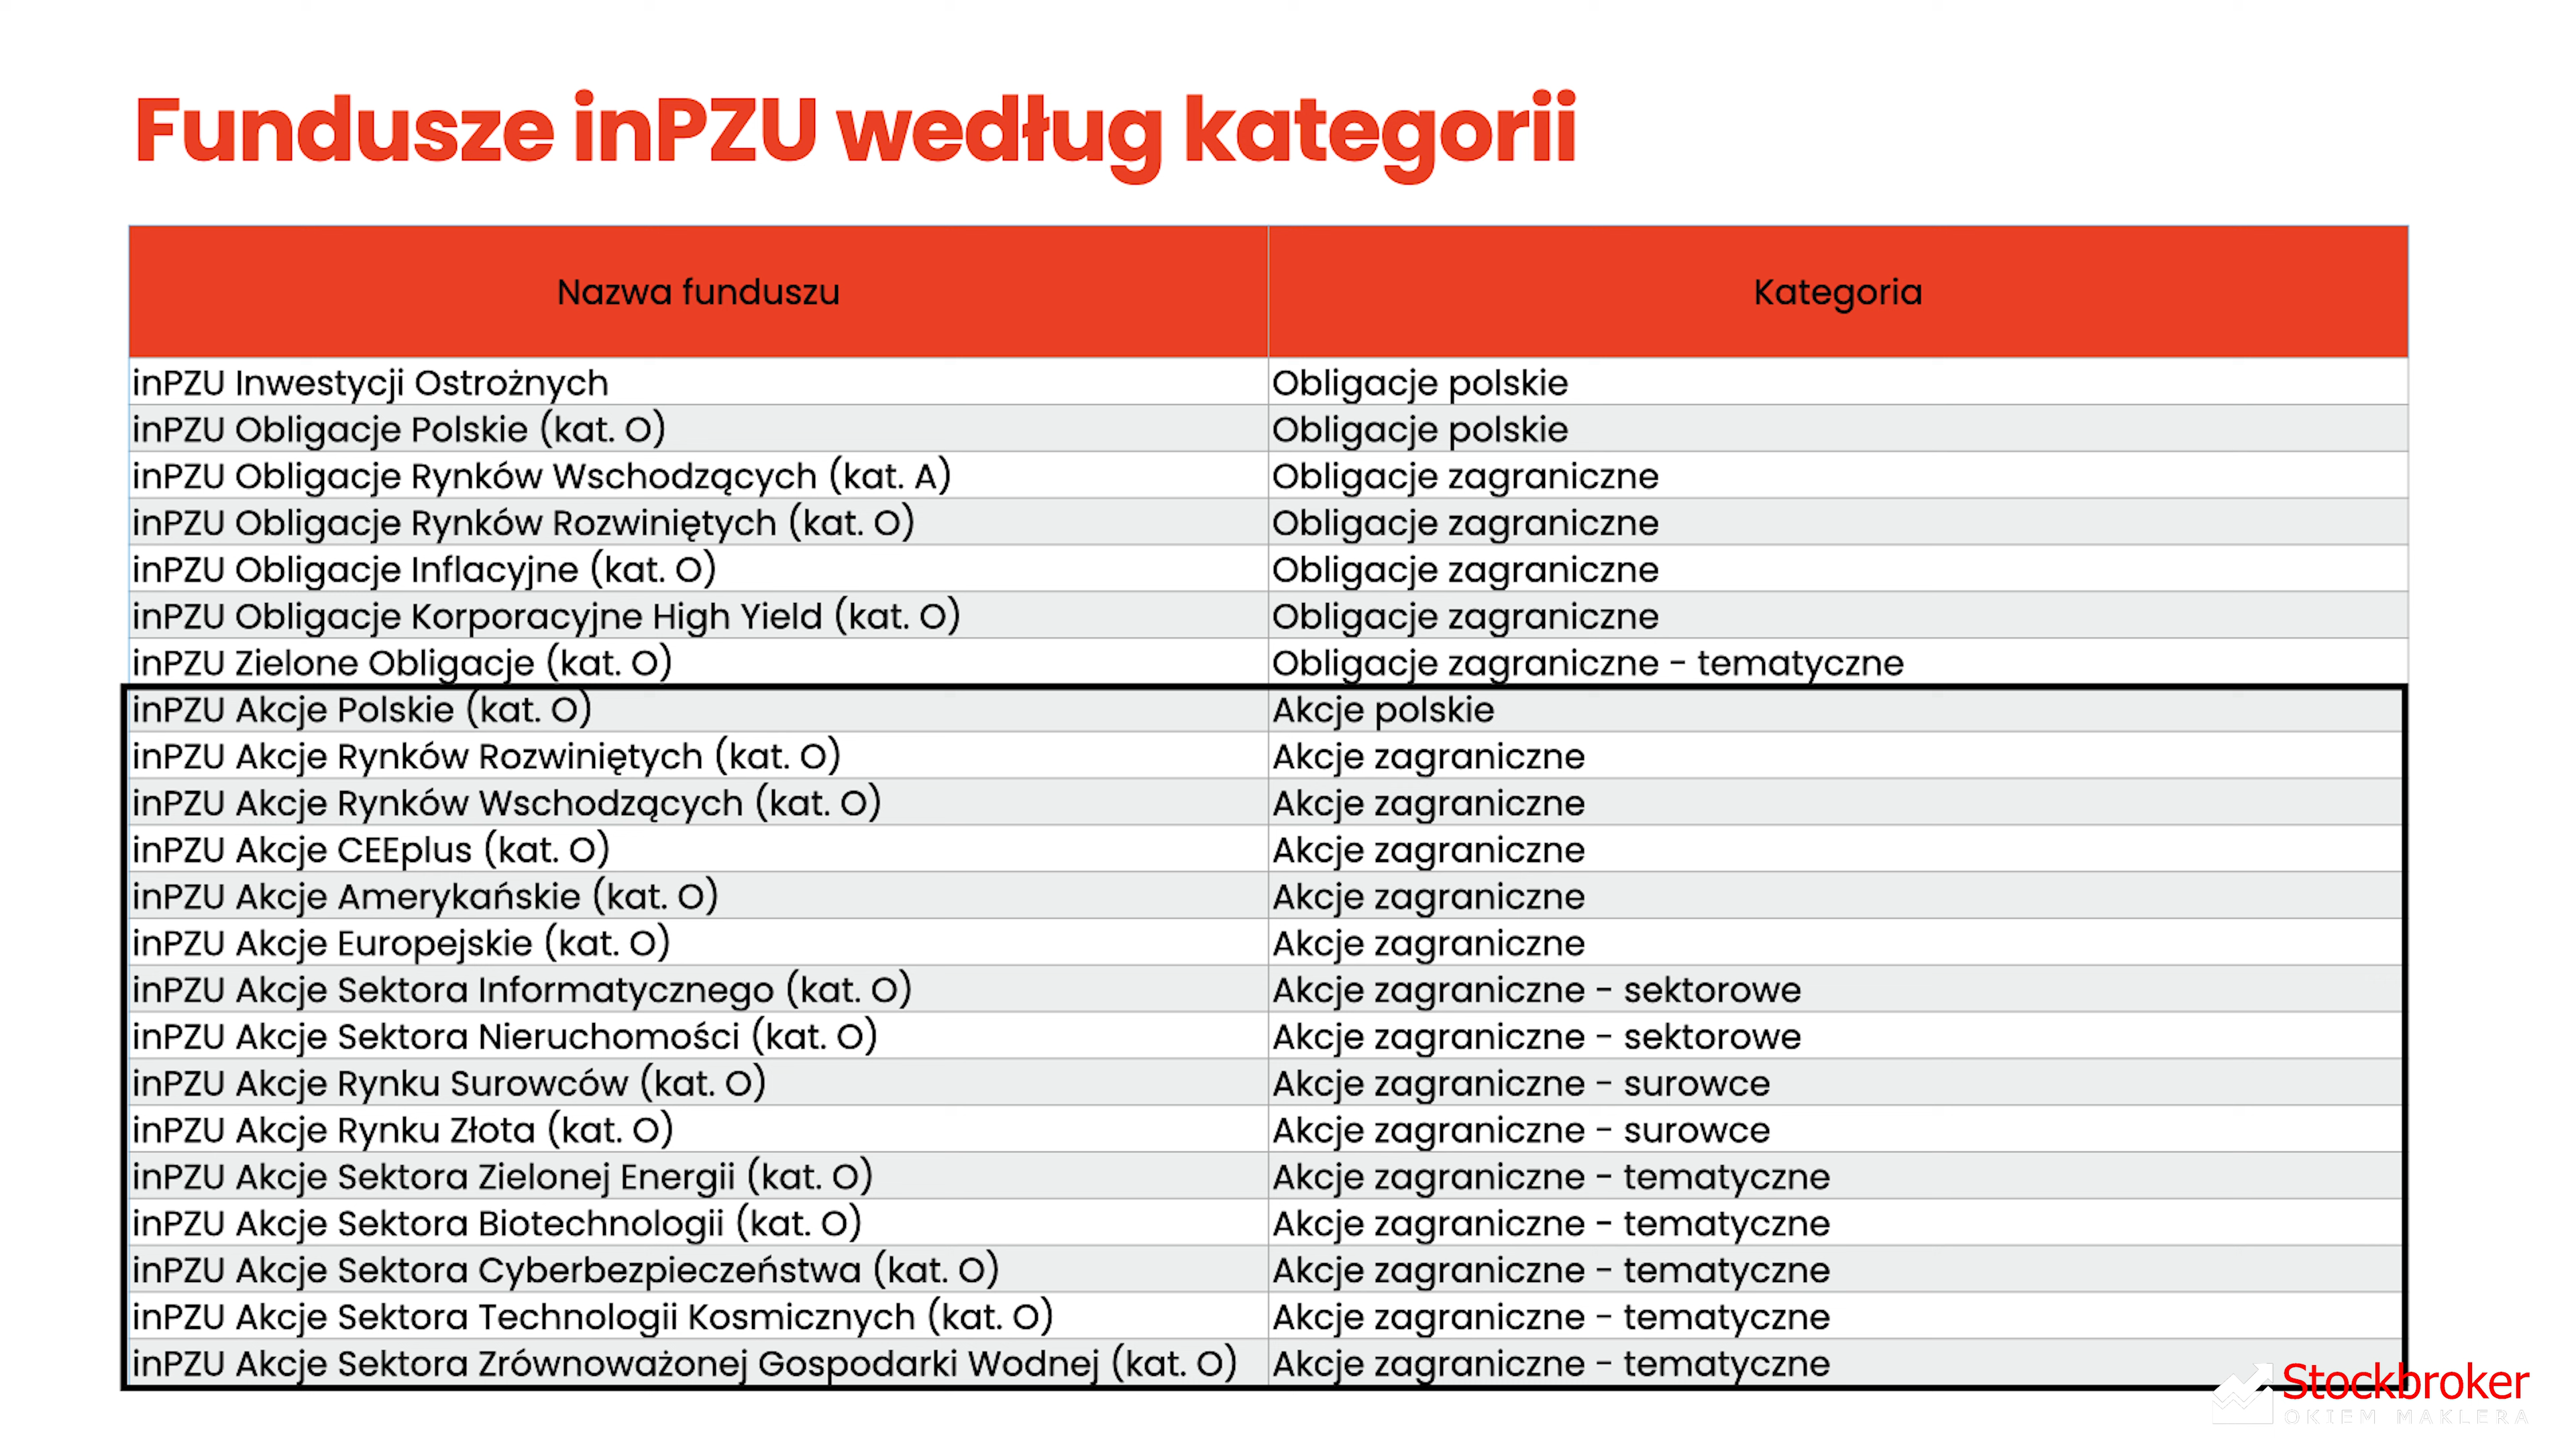 Fundusze inPZU według kategorii
Nazwa funduszu Kategoria
inPZU Inwestycji Ostrożnych Obligacje polskie
inPZU Obligacje Polskie (kat. O) Obligacje polskie
inPZU Obligacje Rynków Wschodzących (kat. A) Obligacje zagraniczne
inPZU Obligacje Rynków Rozwiniętych (kat. O) Obligacje zagraniczne
inPZU Obligacje Inflacyjne (kat. O) Obligacje zagraniczne
inPZU Obligacje Korporacyjne High Yield (kat. O) Obligacje zagraniczne
inPZU Zielone Obligacje (kat. O) Obligacje zagraniczne - tematyczne
inPZU Akcje Polskie (kat. O) Akcje polskie
inPZU Akcje Rynków Rozwiniętych (kat. O) Akcje zagraniczne
inPZU Akcje Rynków Wschodzących (kat. O) Akcje zagraniczne
inPZU Akcje CEEplus (kat. O) Akcje zagraniczne
inPZU Akcje Amerykańskie (kat. O) Akcje zagraniczne
inPZU Akcje Europejskie (kat. O) Akcje zagraniczne
inPZU Akcje Sektora Informatycznego (kat. O) Akcje zagraniczne - sektorowe
inPZU Akcje Sektora Nieruchomości (kat. O) Akcje zagraniczne - sektorowe
inPZU Akcje Rynku Surowców (kat. O) Akcje zagraniczne - surowce
inPZU Akcje Rynku Złota (kat. O) Akcje zagraniczne - surowce
inPZU Akcje Sektora Zielonej Energii (kat. O) Akcje zagraniczne - tematyczne
inPZU Akcje Sektora Biotechnologii (kat. O) Akcje zagraniczne - tematyczne
inPZU Akcje Sektora Cyberbezpieczeństwa (kat. O) Akcje zagraniczne - tematyczne
inPZU Akcje Sektora Technologii Kosmicznych (kat. O) Akcje zagraniczne - tematyczne
inPZU Akcje Sektora Zrównoważonej Gospodarki Wodnej (kat. O) Akcje zagraniczne - tematyczne
Stockbroker
OKIEM MAKLERA